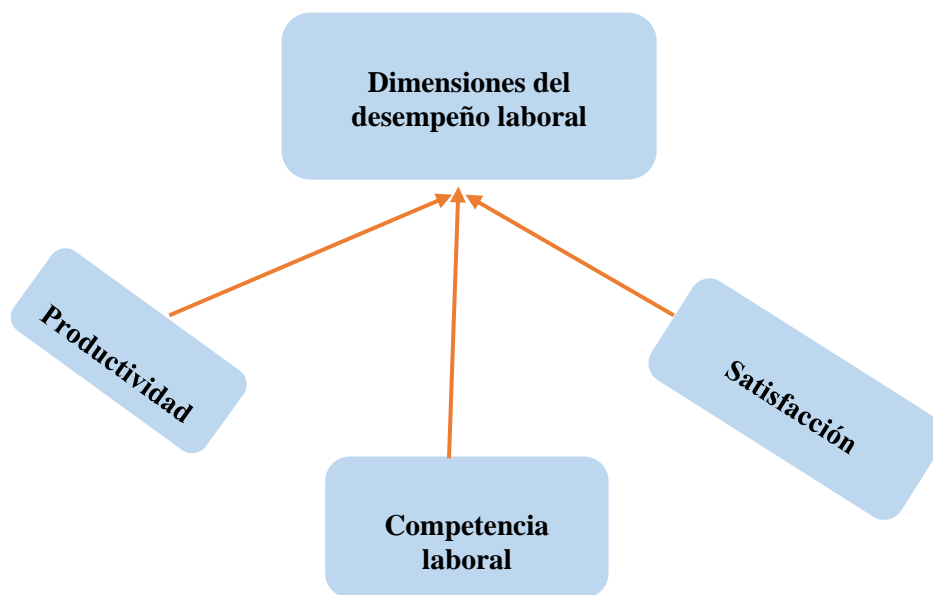 Dimensiones del
desempeño laboral
Productividad
Satisfacción
Competencia
laboral